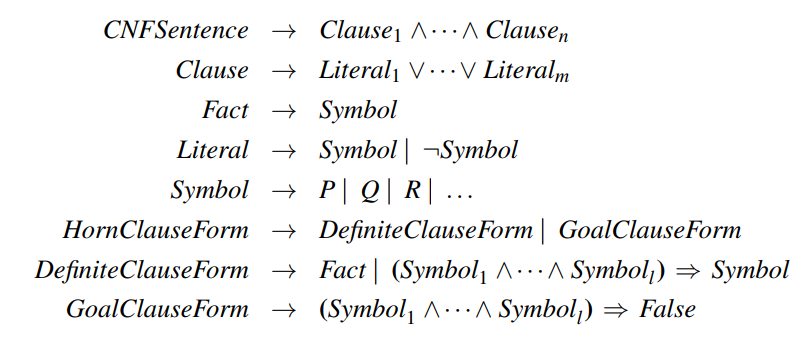 CNFSentence → Clause₁ ∧ ⋯ ∧ Clauseₙ
Clause → Literal₁ ∨ ⋯ ∨ Literalₘ
Fact → Symbol
Literal → Symbol | ¬Symbol
Symbol → P | Q | R | …
HornClauseForm → DefiniteClauseForm | GoalClauseForm
DefiniteClauseForm → Fact | (Symbol₁ ∧ ⋯ ∧ Symbolₗ) ⇒ Symbol
GoalClauseForm → (Symbol₁ ∧ ⋯ ∧ Symbolₗ) ⇒ False